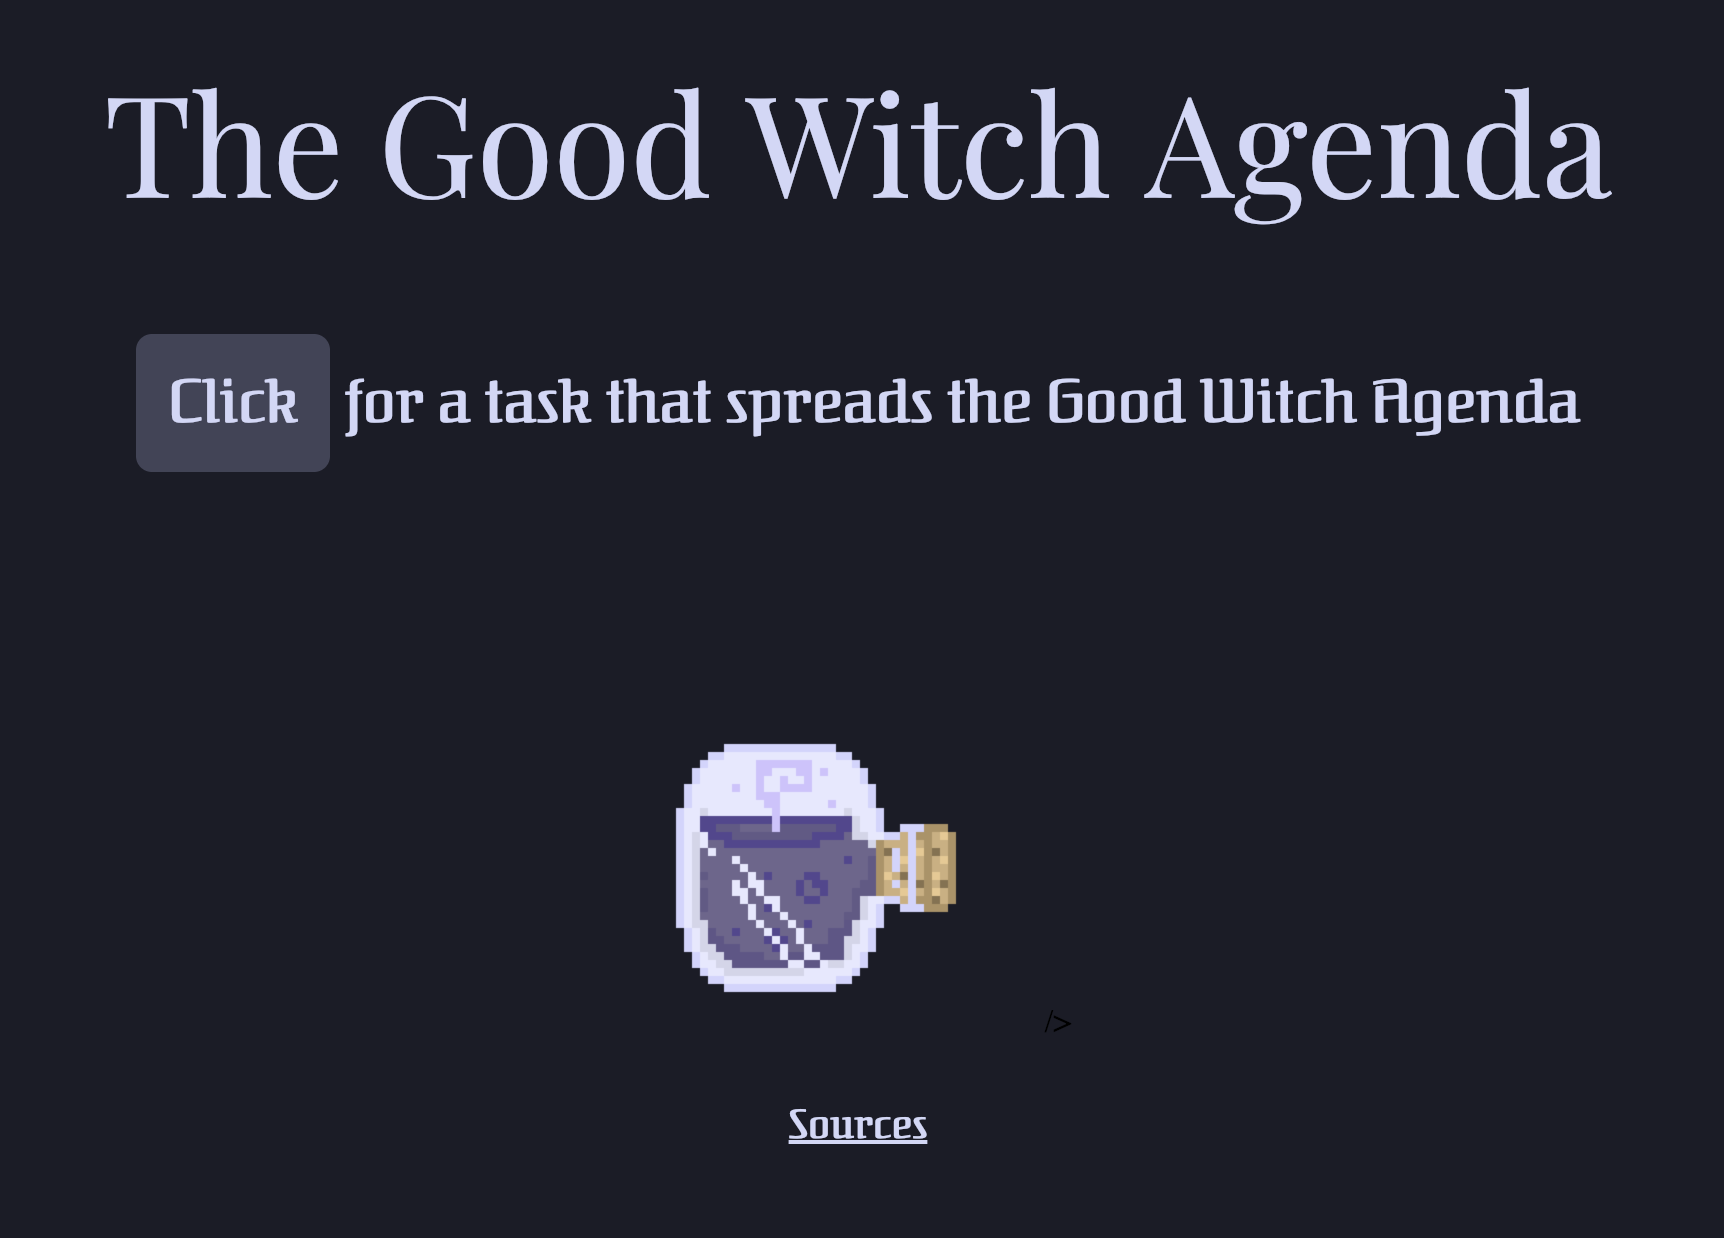 The Good Witch Agenda
Click for a task that spreads the Good Witch Agenda
/>
Sources